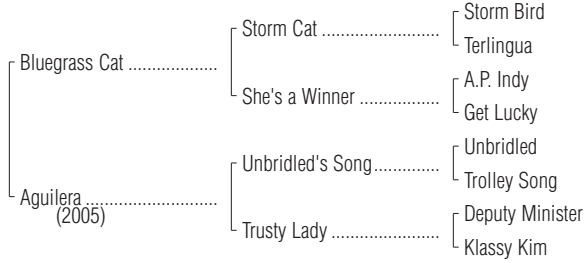 Storm Bird
Storm Cat ..........................
Terlingua
Bluegrass Cat ....................
A.P. Indy
She's a Winner ..................
Get Lucky
Unbridled
Unbridled's Song...............
Trolley Song
Aguilera ..............................
(2005)
Deputy Minister
Trusty Lady ........................
Klassy Kim